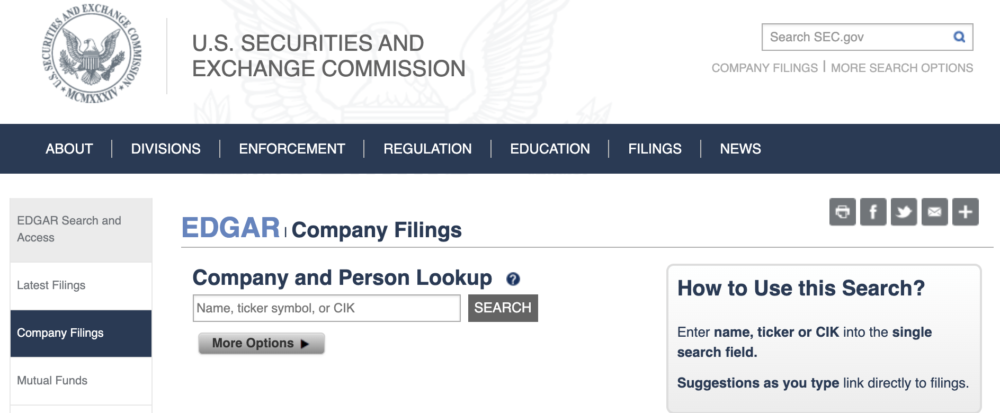 U.S. SECURITIES AND EXCHANGE COMMISSION
MCMXXXIV
U.S. SECURITIES AND
EXCHANGE COMMISSION
Search SEC.gov
COMPANY FILINGS | MORE SEARCH OPTIONS
ABOUT | DIVISIONS | ENFORCEMENT | REGULATION | EDUCATION | FILINGS | NEWS
EDGAR Search and
Access
Latest Filings
Company Filings
Mutual Funds
EDGAR | Company Filings
Company and Person Lookup ?
Name, ticker symbol, or CIK
SEARCH
More Options
How to Use this Search?
Enter name, ticker or CIK into the single
search field.
Suggestions as you type link directly to filings.